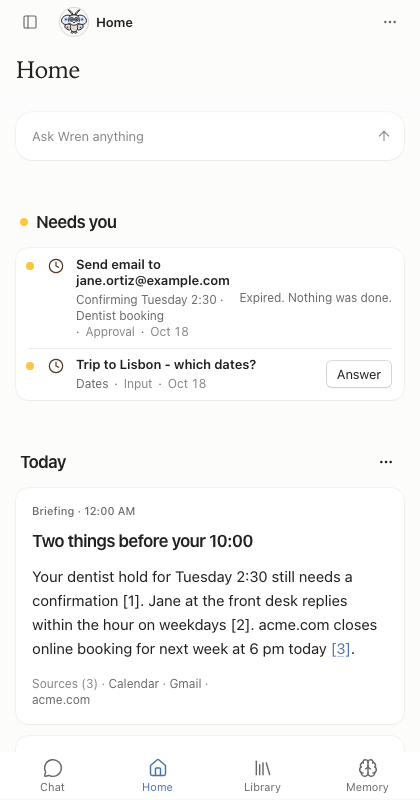 Home
Home
Ask Wren anything
Needs you
Send email to
jane.ortiz@example.com
Confirming Tuesday 2:30 ·
Dentist booking
· Approval · Oct 18
Expired. Nothing was done.
Trip to Lisbon - which dates?
Dates · Input · Oct 18
Answer
Today
Briefing · 12:00 AM
Two things before your 10:00
Your dentist hold for Tuesday 2:30 still needs a
confirmation [1]. Jane at the front desk replies
within the hour on weekdays [2]. acme.com closes
online booking for next week at 6 pm today [3].
Sources (3) · Calendar · Gmail ·
acme.com
Chat
Home
Library
Memory